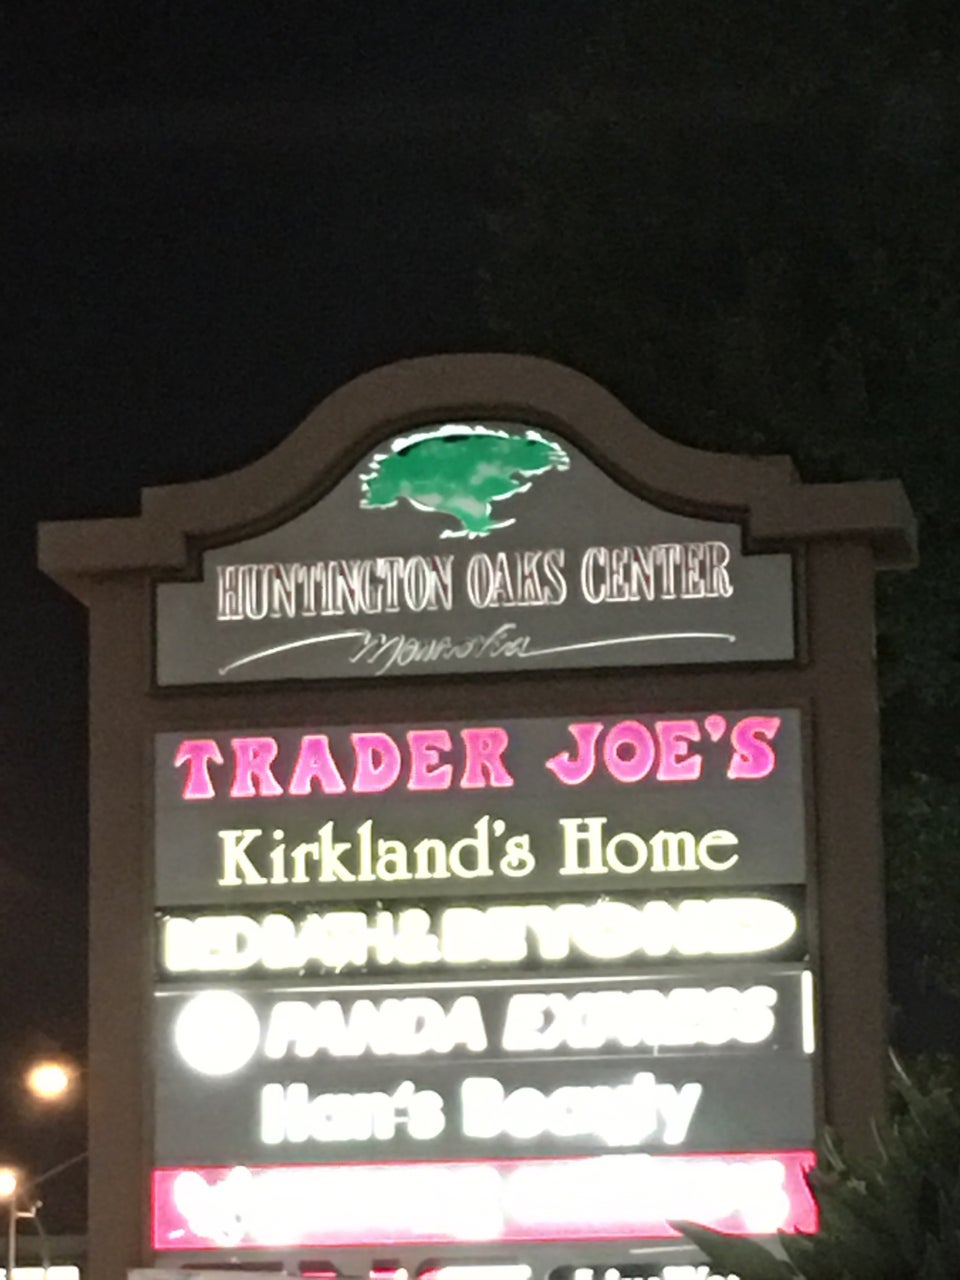 HUNTINGTON OAKS CENTER
Monrovia
TRADER JOE'S
Kirkland's Home
BED BATH & BEYOND
PANDA EXPRESS
Han's Beauty